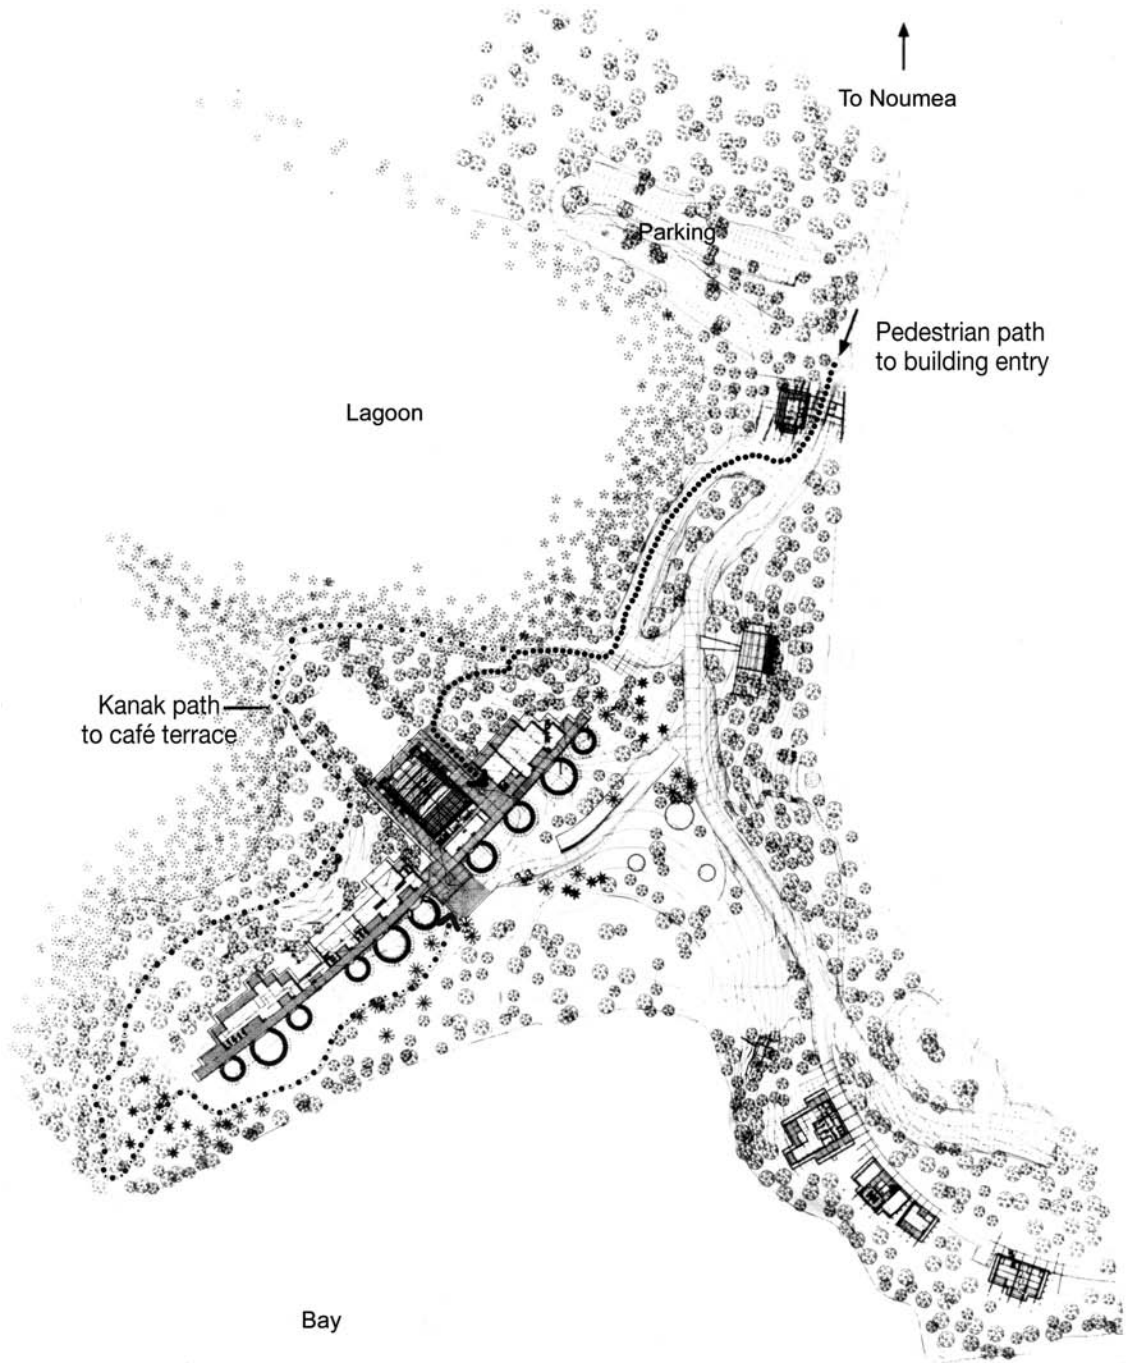 To Noumea
Parking
Pedestrian path
to building entry
Lagoon
Kanak path
to café terrace
Bay